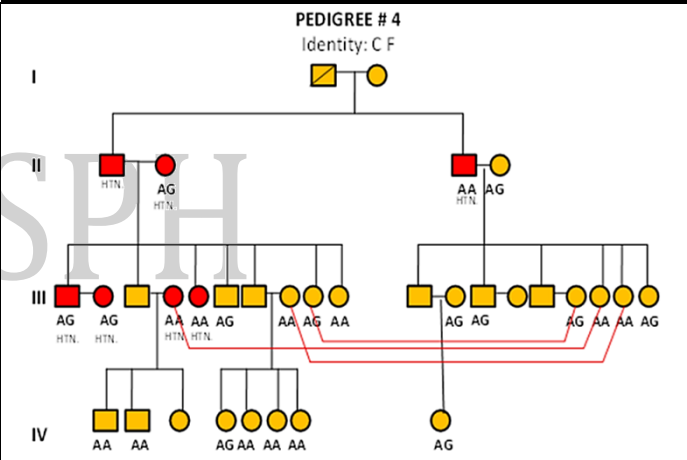 PEDIGREE # 4
Identity: C F
I
SPH
II
HTN.
AG
HTN.
AA AG
HTN.
III
AG AG AA AA AG AA AG AA AG AG AG AA AA AG
HTN. HTN. HTN. HTN.
IV
AA AA AG AA AA AA AG